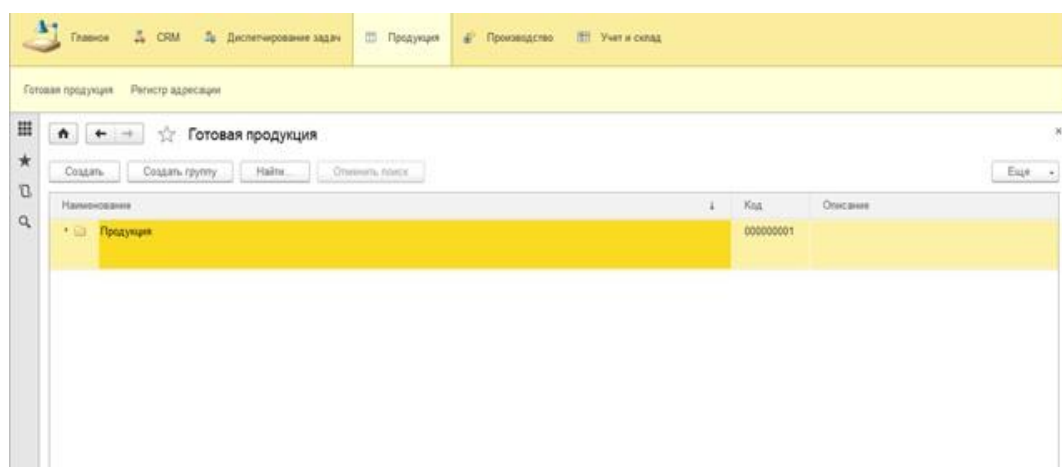 Главное CRM Диспетчирование задач Продукция Производство Учет и склад
Готовая продукция Регистр адресации
Готовая продукция
Создать Создать группу Найти... Отменить поиск Еще
Наименование Код Описание
Продукция 000000001